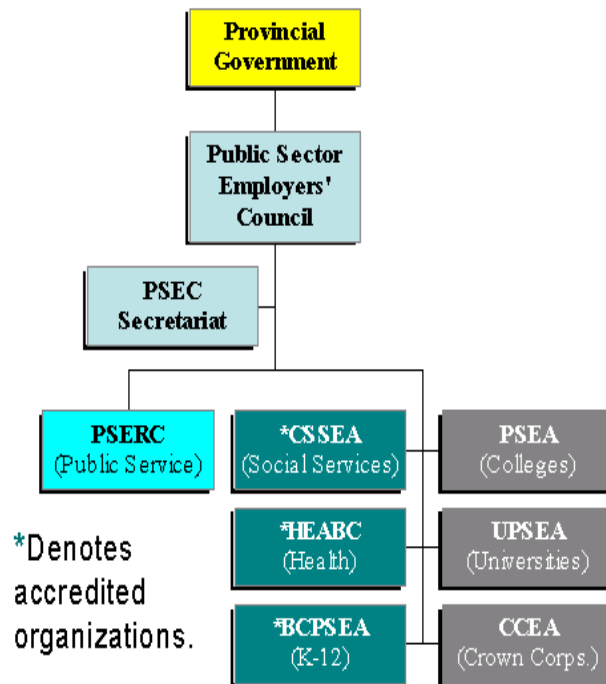 Provincial
Government
Public Sector
Employers'
Council
PSEC
Secretariat
PSERC
(Public Service)
*CSSEA
(Social Services)
PSEA
(Colleges)
*HEABC
(Health)
UPSEA
(Universities)
*BCPSEA
(K-12)
CCEA
(Crown Corps.)
*Denotes
accredited
organizations.